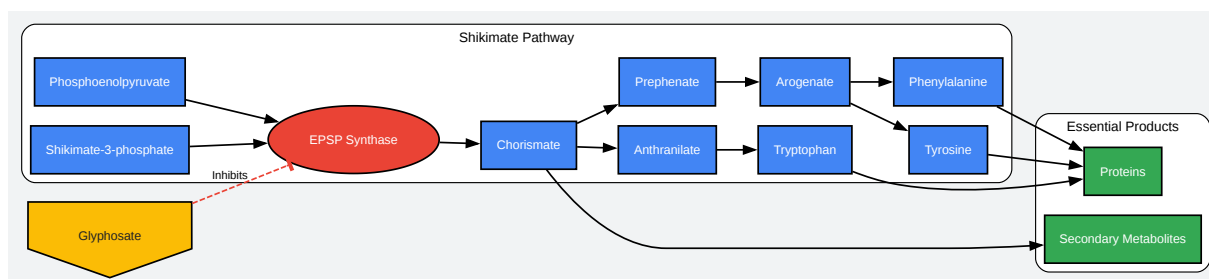 Shikimate Pathway
Phosphoenolpyruvate
Shikimate-3-phosphate
EPSP Synthase
Chorismate
Prephenate
Anthranilate
Arogenate
Tryptophan
Phenylalanine
Tyrosine
Inhibits
Glyphosate
Essential Products
Proteins
Secondary Metabolites